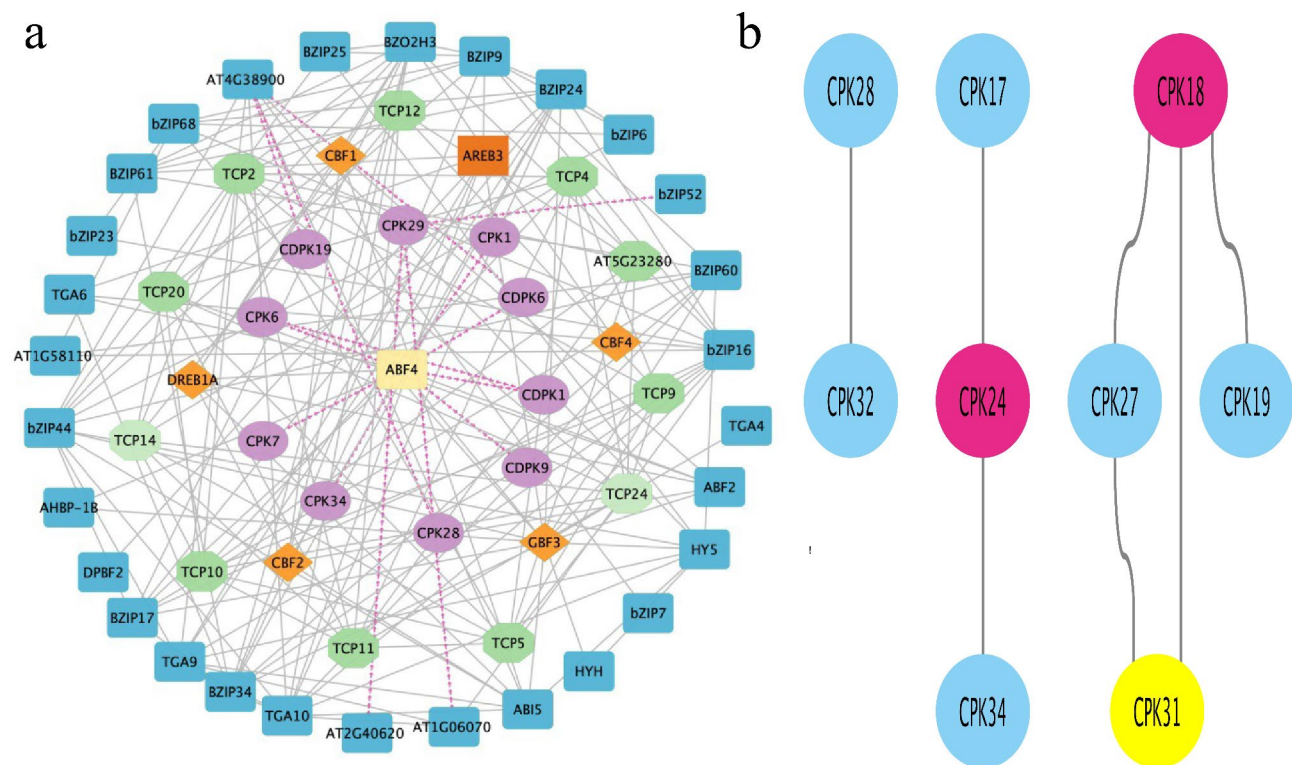 a
b
BZO2H3
BZIP25
BZIP9
AT4G38900
BZIP24
TCP12
bZIP68
bZIP6
CBF1
AREB3
BZIP61
TCP2
TCP4
bZIP52
CPK29
bZIP23
CDPK19
CPK1
AT5G23280
BZIP60
TGA6
TCP20
CDPK6
CPK6
CBF4
bZIP16
AT1G58110
ABF4
DREB1A
CDPK1
TCP9
bZIP44
TCP14
CPK7
TGA4
CDPK9
ABF2
AHBP-1B
CPK34
TCP24
CPK28
GBF3
HY5
CBF2
DPBF2
TCP10
BZIP17
bZIP7
TCP11
TCP5
TGA9
HYH
BZIP34
TGA10
ABI5
AT2G40620
AT1G06070
CPK28
CPK17
CPK18
CPK32
CPK24
CPK27
CPK19
!
CPK34
CPK31